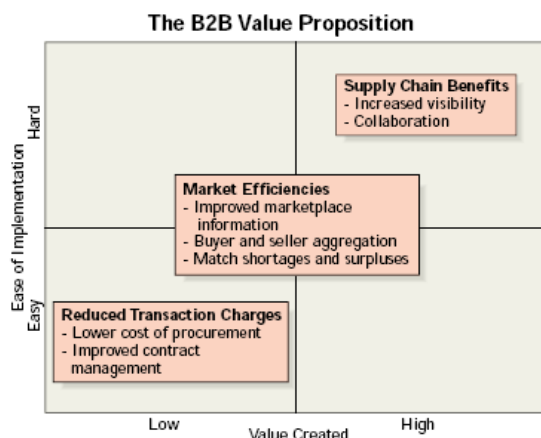 The B2B Value Proposition
Supply Chain Benefits
- Increased visibility
- Collaboration
Hard
Market Efficiencies
- Improved marketplace
information
- Buyer and seller aggregation
- Match shortages and surpluses
Ease of Implementation
Reduced Transaction Charges
- Lower cost of procurement
- Improved contract
management
Easy
Low
High
Value Created